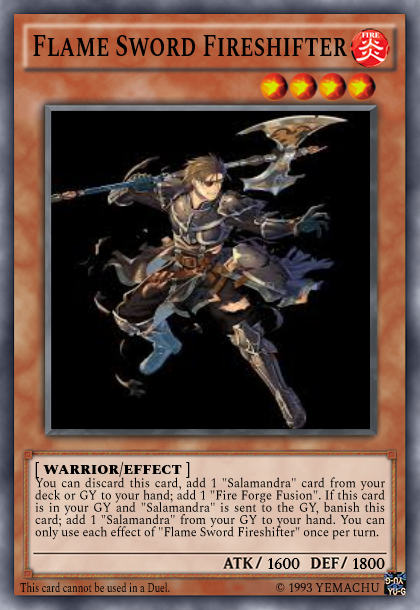 FLAME SWORD FIRESHIFTER
FIRE
炎
[ WARRIOR/EFFECT ]
You can discard this card, add 1 "Salamandra" card from your
deck or GY to your hand; add 1 "Fire Forge Fusion". If this card
is in your GY and "Salamandra" is sent to the GY, banish this
card; add 1 "Salamandra" from your GY to your hand. You can
only use each effect of "Flame Sword Fireshifter" once per turn.
ATK/ 1600 DEF/ 1800
This card cannot be used in a Duel.
© 1993 YEMACHU
YU-G